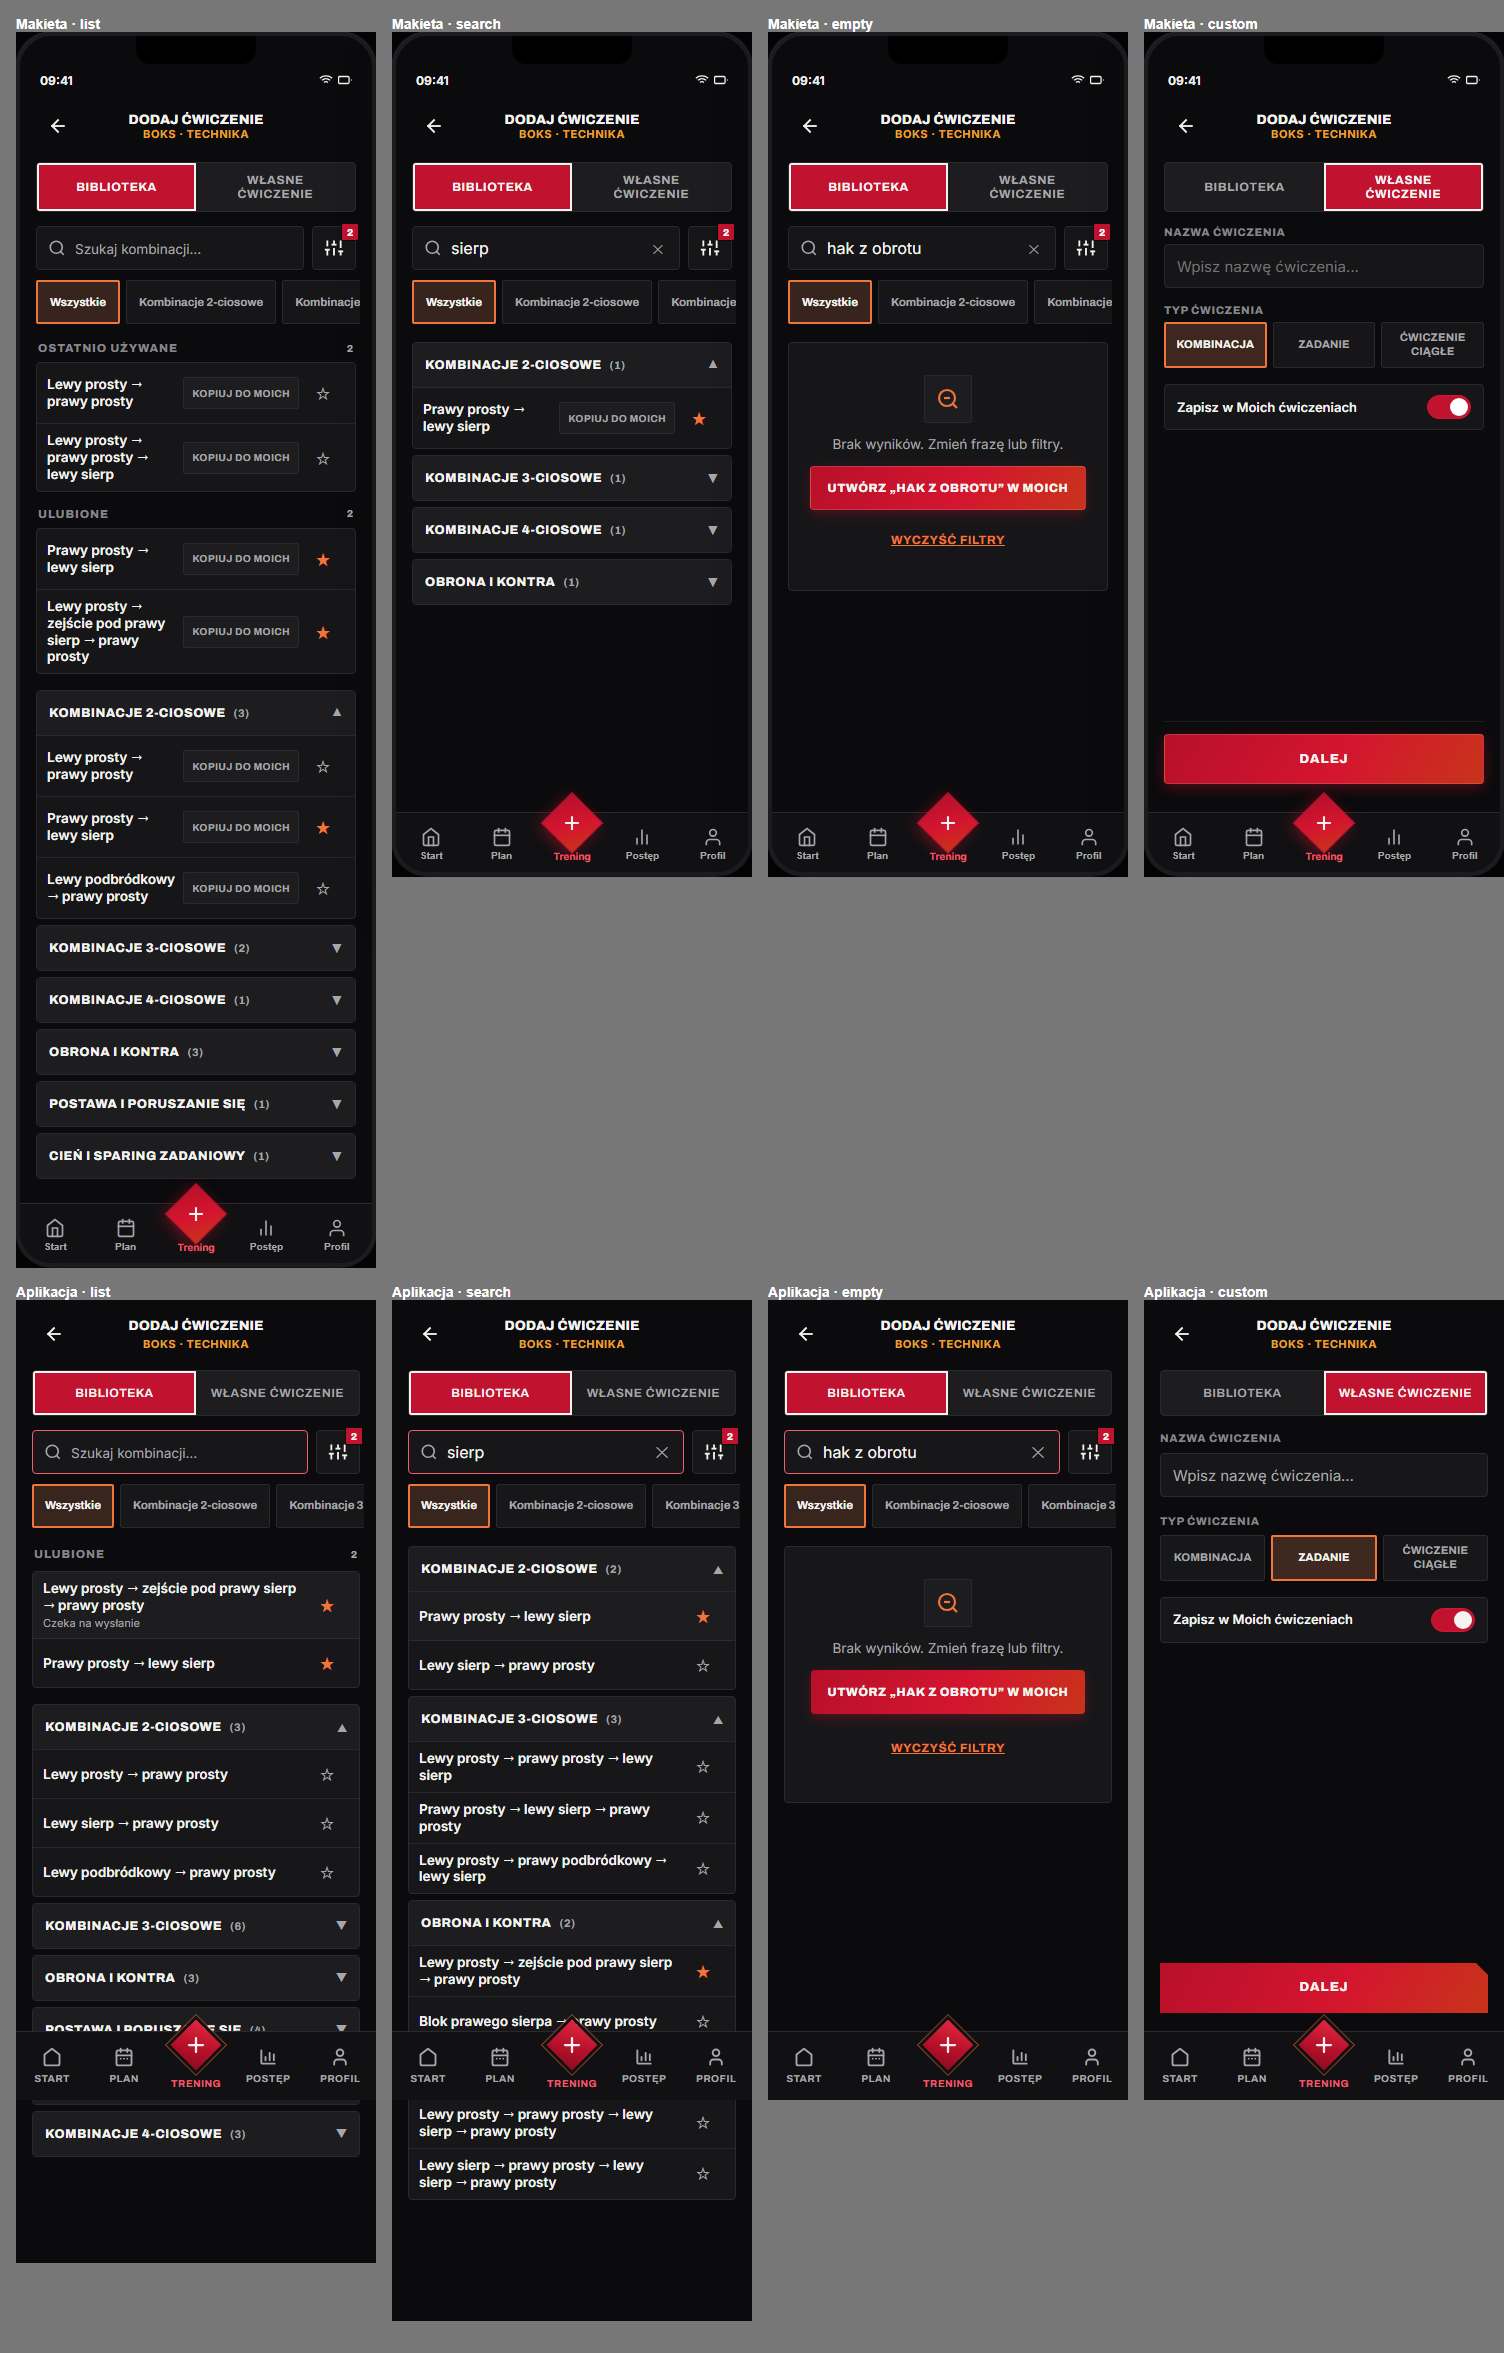 Makieta · list
09:41
DODAJ ĆWICZENIE
BOKS · TECHNIKA
BIBLIOTEKA
WŁASNE
ĆWICZENIE
Szukaj kombinacji...
2
Wszystkie
Kombinacje 2-ciosowe
Kombinacje
OSTATNIO UŻYWANE
2
Lewy prosty →
prawy prosty
KOPIUJ DO MOICH
☆
Lewy prosty →
prawy prosty →
lewy sierp
KOPIUJ DO MOICH
☆
ULUBIONE
2
Prawy prosty →
lewy sierp
KOPIUJ DO MOICH
★
Lewy prosty →
zejście pod prawy
sierp → prawy
prosty
KOPIUJ DO MOICH
★
KOMBINACJE 2-CIOSOWE (3)
▲
Lewy prosty →
prawy prosty
KOPIUJ DO MOICH
☆
Prawy prosty →
lewy sierp
KOPIUJ DO MOICH
★
Lewy podbródkowy
→ prawy prosty
KOPIUJ DO MOICH
☆
KOMBINACJE 3-CIOSOWE (2)
▼
KOMBINACJE 4-CIOSOWE (1)
▼
OBRONA I KONTRA (3)
▼
POSTAWA I PORUSZANIE SIĘ (1)
▼
CIEŃ I SPARING ZADANIOWY (1)
▼
Start
Plan
Trening
Postęp
Profil
Makieta · search
09:41
DODAJ ĆWICZENIE
BOKS · TECHNIKA
BIBLIOTEKA
WŁASNE
ĆWICZENIE
sierp
2
Wszystkie
Kombinacje 2-ciosowe
Kombinacje
KOMBINACJE 2-CIOSOWE (1)
▲
Prawy prosty →
lewy sierp
KOPIUJ DO MOICH
★
KOMBINACJE 3-CIOSOWE (1)
▼
KOMBINACJE 4-CIOSOWE (1)
▼
OBRONA I KONTRA (1)
▼
Start
Plan
Trening
Postęp
Profil
Makieta · empty
09:41
DODAJ ĆWICZENIE
BOKS · TECHNIKA
BIBLIOTEKA
WŁASNE
ĆWICZENIE
hak z obrotu
2
Wszystkie
Kombinacje 2-ciosowe
Kombinacje
Brak wyników. Zmień frazę lub filtry.
UTWÓRZ „HAK Z OBROTU” W MOICH
WYCZYŚĆ FILTRY
Start
Plan
Trening
Postęp
Profil
Makieta · custom
09:41
DODAJ ĆWICZENIE
BOKS · TECHNIKA
BIBLIOTEKA
WŁASNE
ĆWICZENIE
NAZWA ĆWICZENIA
Wpisz nazwę ćwiczenia...
TYP ĆWICZENIA
KOMBINACJA
ZADANIE
ĆWICZENIE
CIĄGŁE
Zapisz w Moich ćwiczeniach
DALEJ
Start
Plan
Trening
Postęp
Profil
Aplikacja · list
DODAJ ĆWICZENIE
BOKS · TECHNIKA
BIBLIOTEKA
WŁASNE ĆWICZENIE
Szukaj kombinacji...
2
Wszystkie
Kombinacje 2-ciosowe
Kombinacje 3
ULUBIONE
2
Lewy prosty → zejście pod prawy sierp
→ prawy prosty
Czeka na wysłanie
★
Prawy prosty → lewy sierp
★
KOMBINACJE 2-CIOSOWE (3)
▲
Lewy prosty → prawy prosty
☆
Lewy sierp → prawy prosty
☆
Lewy podbródkowy → prawy prosty
☆
KOMBINACJE 3-CIOSOWE (6)
▼
OBRONA I KONTRA (3)
▼
START
PLAN
TRENING
POSTĘP
PROFIL
KOMBINACJE 4-CIOSOWE (3)
▼
Aplikacja · search
DODAJ ĆWICZENIE
BOKS · TECHNIKA
BIBLIOTEKA
WŁASNE ĆWICZENIE
sierp
2
Wszystkie
Kombinacje 2-ciosowe
Kombinacje 3
KOMBINACJE 2-CIOSOWE (2)
▲
Prawy prosty → lewy sierp
★
Lewy sierp → prawy prosty
☆
KOMBINACJE 3-CIOSOWE (3)
▲
Lewy prosty → prawy prosty → lewy
sierp
☆
Prawy prosty → lewy sierp → prawy
prosty
☆
Lewy prosty → prawy podbródkowy →
lewy sierp
☆
OBRONA I KONTRA (2)
▲
Lewy prosty → zejście pod prawy sierp
→ prawy prosty
★
Blok prawego sierpa prosty
☆
START
PLAN
TRENING
POSTĘP
PROFIL
Lewy prosty → prawy prosty → lewy
sierp → prawy prosty
☆
Lewy sierp → prawy prosty → lewy
sierp → prawy prosty
☆
Aplikacja · empty
DODAJ ĆWICZENIE
BOKS · TECHNIKA
BIBLIOTEKA
WŁASNE ĆWICZENIE
hak z obrotu
2
Wszystkie
Kombinacje 2-ciosowe
Kombinacje 3
Brak wyników. Zmień frazę lub filtry.
UTWÓRZ „HAK Z OBROTU” W MOICH
WYCZYŚĆ FILTRY
START
PLAN
TRENING
POSTĘP
PROFIL
Aplikacja · custom
DODAJ ĆWICZENIE
BOKS · TECHNIKA
BIBLIOTEKA
WŁASNE ĆWICZENIE
NAZWA ĆWICZENIA
Wpisz nazwę ćwiczenia...
TYP ĆWICZENIA
KOMBINACJA
ZADANIE
ĆWICZENIE
CIĄGŁE
Zapisz w Moich ćwiczeniach
DALEJ
START
PLAN
TRENING
POSTĘP
PROFIL